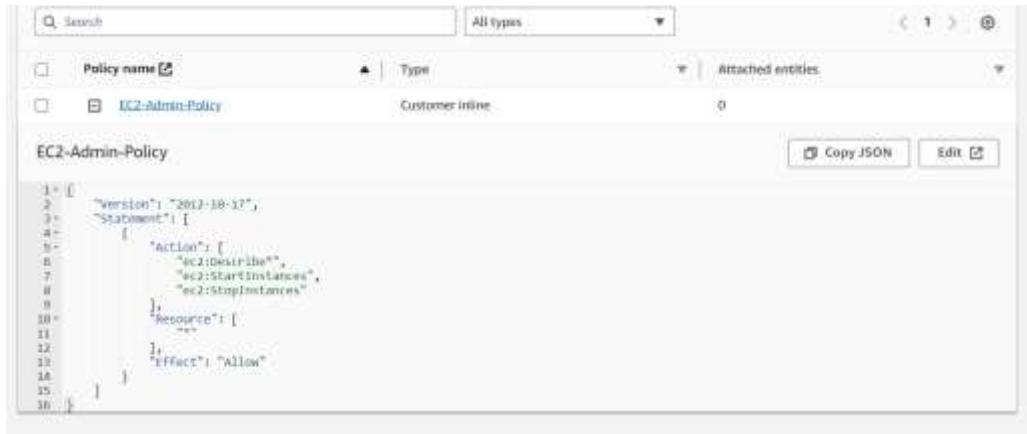 Search
All types
1
Policy name
Type
Attached entities
EC2-Admin-Policy
Customer inline
0
EC2-Admin-Policy
Copy JSON
Edit
1 {
2 "Version": "2012-10-17",
3 "Statement": [
4 {
5 "Action": [
6 "ec2:Describe*",
7 "ec2:StartInstances",
8 "ec2:StopInstances"
9 ],
10 "Resource": [
11 "*"
12 ],
13 "Effect": "Allow"
14 }
15 ]
16 }